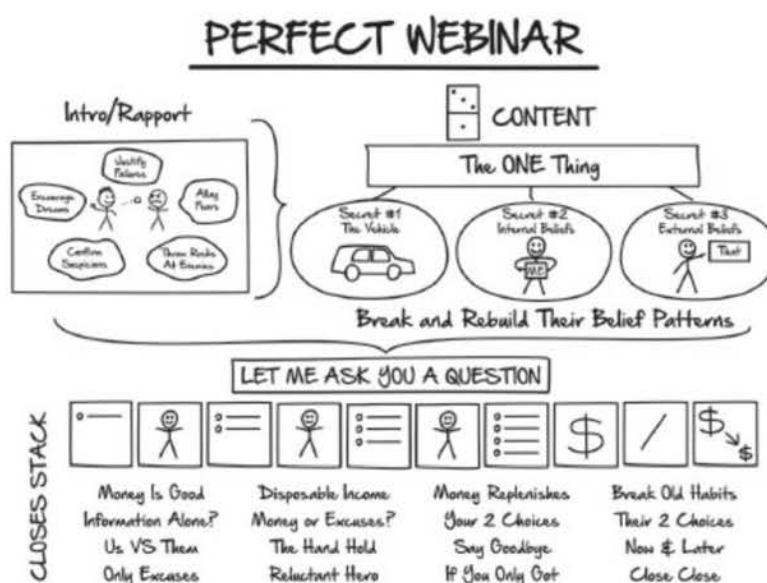 PERFECT WEBINAR
Intro/Rapport
Justify
Failures
Encourage
Dreams
Allay
Fears
Confirm
Suspicions
Throw Rocks
At Enemies
CONTENT
The ONE Thing
Secret #1
The Vehicle
Secret #2
Internal Beliefs
ME
Secret #3
External Beliefs
That
Break and Rebuild Their Belief Patterns
LET ME ASK YOU A QUESTION
CLOSES STACK
$ / $ $
Money Is Good
Information Alone?
Us VS Them
Only Excuses
Disposable Income
Money or Excuses?
The Hand Hold
Reluctant Hero
Money Replenishes
Your 2 Choices
Say Goodbye
If You Only Got
Break Old Habits
Their 2 Choices
Now & Later
Close Close